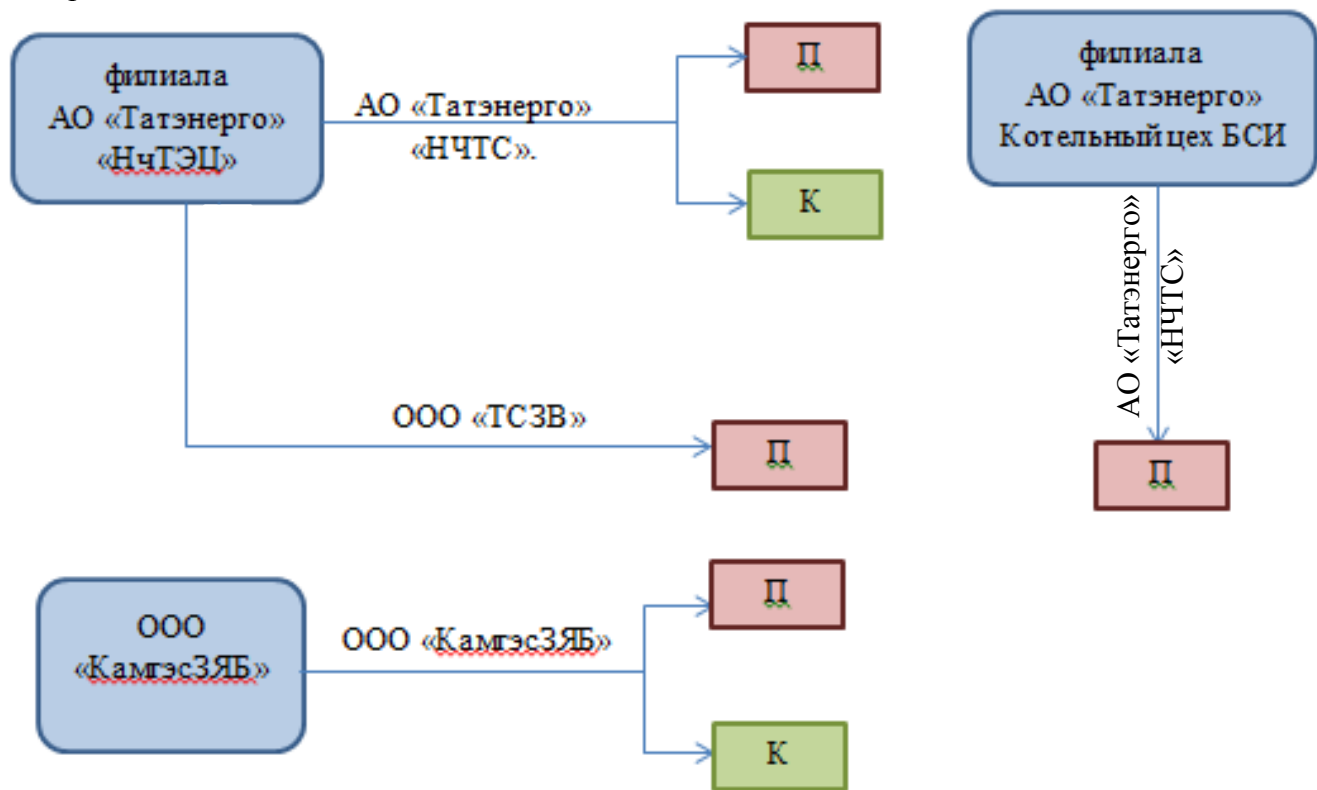 филиала
АО «Татэнерго»
«НчТЭЦ»
АО «Татэнерго»
«НЧТС».
П
К
филиала
АО «Татэнерго»
Котельный цех БСИ
АО «Татэнерго»
«НЧТС»
П
ООО «ТСЗВ»
П
ООО
«КамгэсЗЯБ»
ООО «КамгэсЗЯБ»
П
К